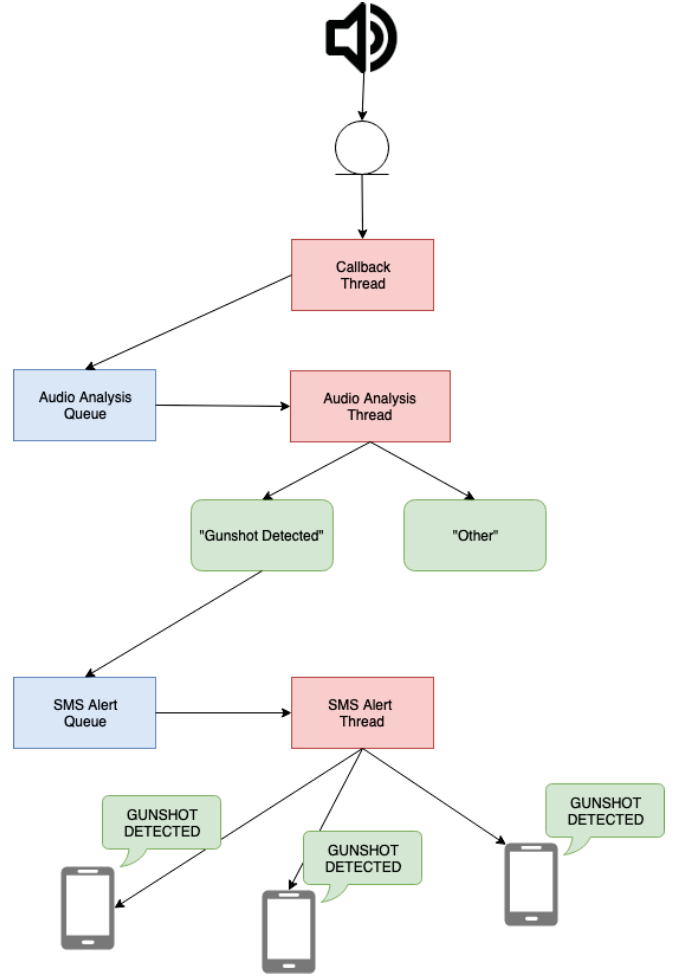 Callback
Thread
Audio Analysis
Queue
Audio Analysis
Thread
"Gunshot Detected"
"Other"
SMS Alert
Queue
SMS Alert
Thread
GUNSHOT
DETECTED
GUNSHOT
DETECTED
GUNSHOT
DETECTED